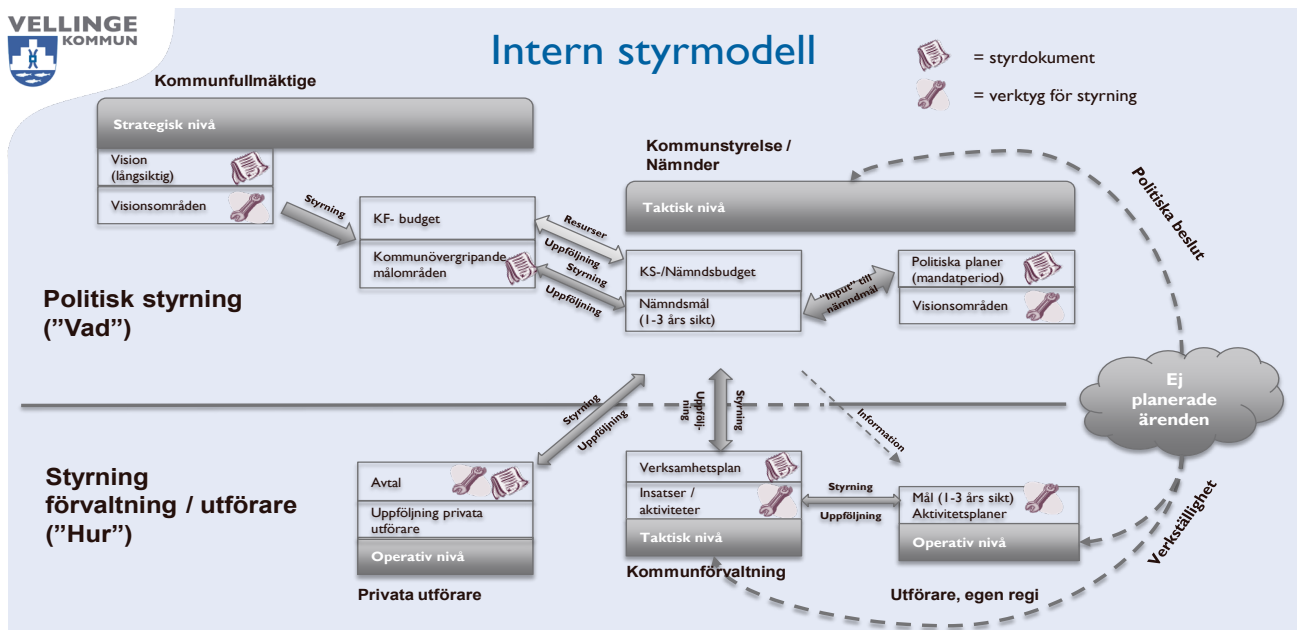 VELLINGE
KOMMUN
Intern styrmodell
= styrdokument
= verktyg för styrning
Kommunfullmäktige
Strategisk nivå
Vision
(långsiktig)
Visionsområden
Styrning
KF- budget
Kommunövergripande
målområden
Resurser
Uppföljning
Styrning
Uppföljning
Kommunstyrelse /
Nämnder
Taktisk nivå
KS-/Nämndsbudget
Nämndsmål
(1-3 års sikt)
"Input" till
nämndmål
Politiska planer
(mandatperiod)
Visionsområden
Politiska beslut
Politisk styrning
("Vad")
Ej
planerade
ärenden
Styrning
Uppföljning
Uppfölj-
ning
Styrning
Information
Styrning
förvaltning / utförare
("Hur")
Avtal
Uppföljning privata
utförare
Operativ nivå
Privata utförare
Verksamhetsplan
Insatser /
aktiviteter
Taktisk nivå
Kommunförvaltning
Styrning
Uppföljning
Mål (1-3 års sikt)
Aktivitetsplaner
Operativ nivå
Utförare, egen regi
Verkställighet